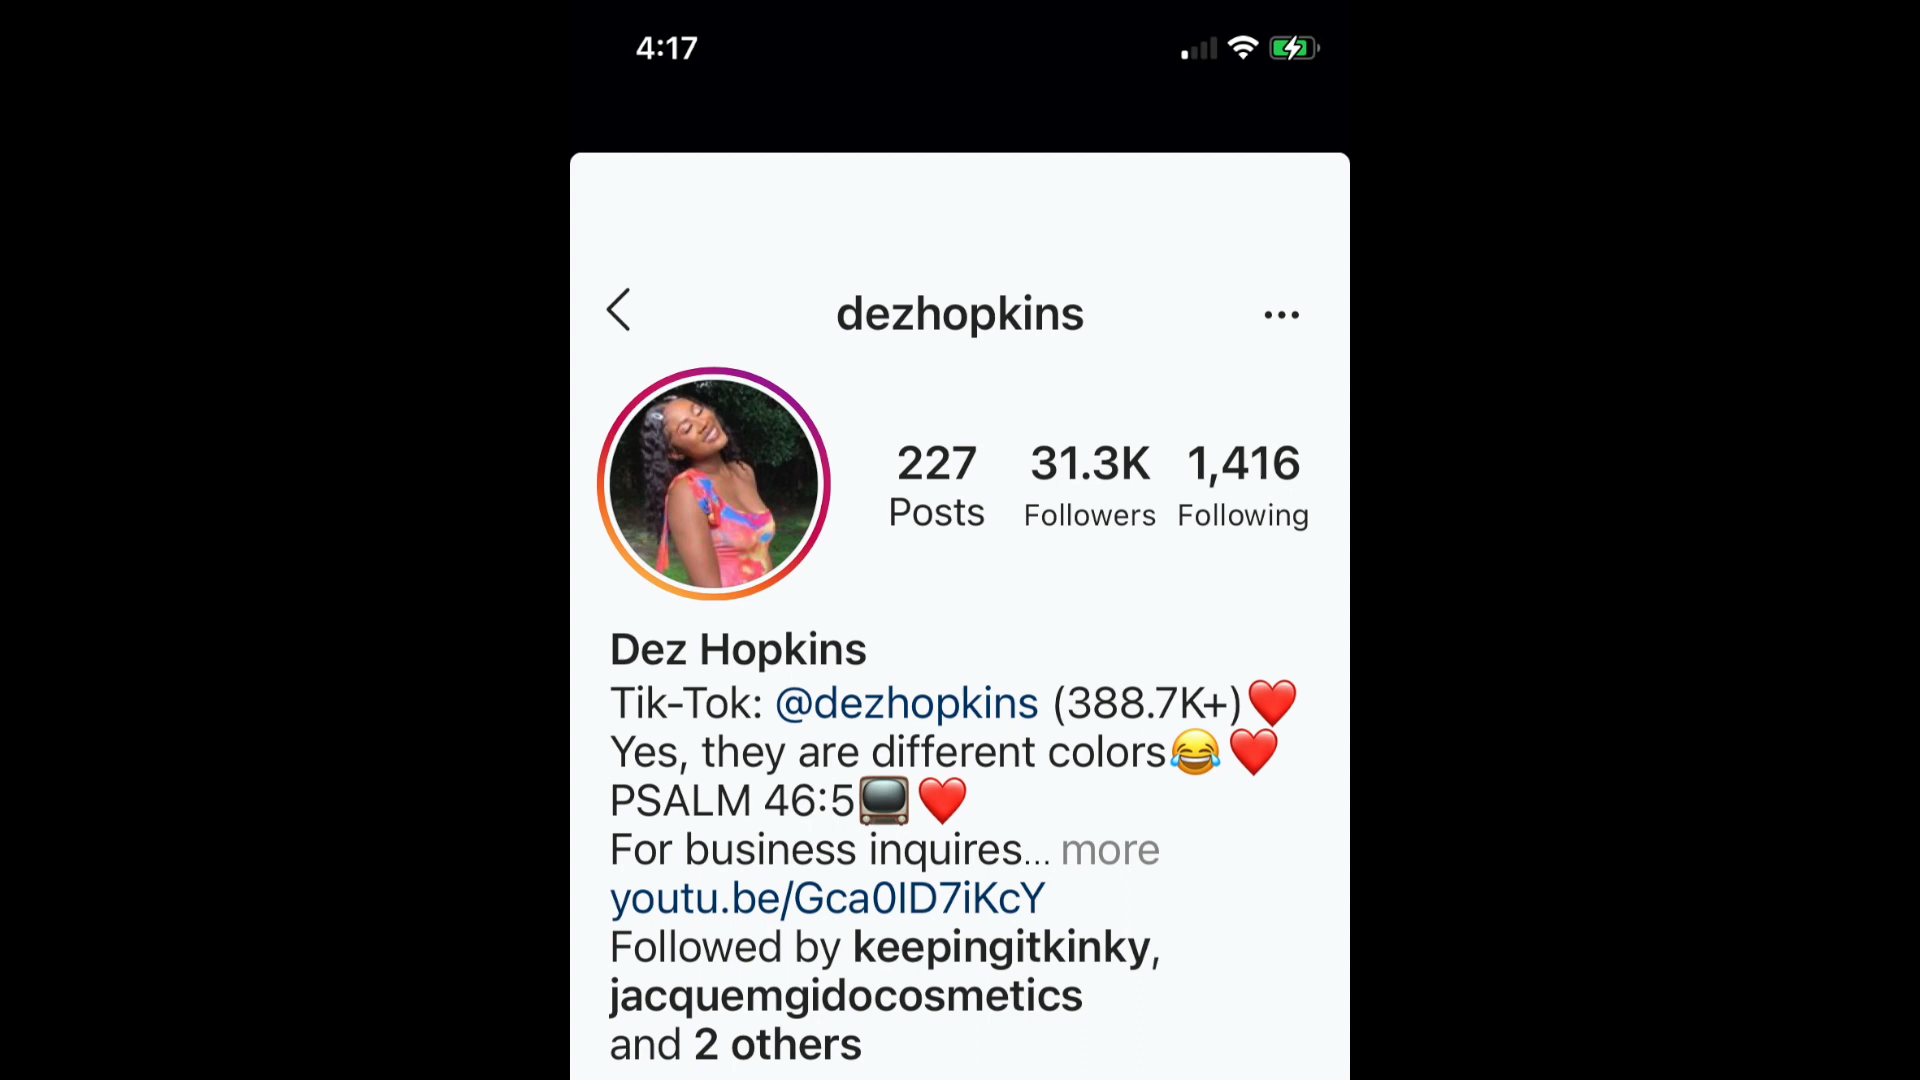 4:17
dezhopkins
227 31.3K 1,416
Posts Followers Following
Dez Hopkins
Tik-Tok: @dezhopkins (388.7K+)❤️
Yes, they are different colors😂❤️
PSALM 46:5📺❤️
For business inquires... more
youtu.be/Gca0ID7iKcY
Followed by keepingitkinky,
jacquemgidocosmetics
and 2 others